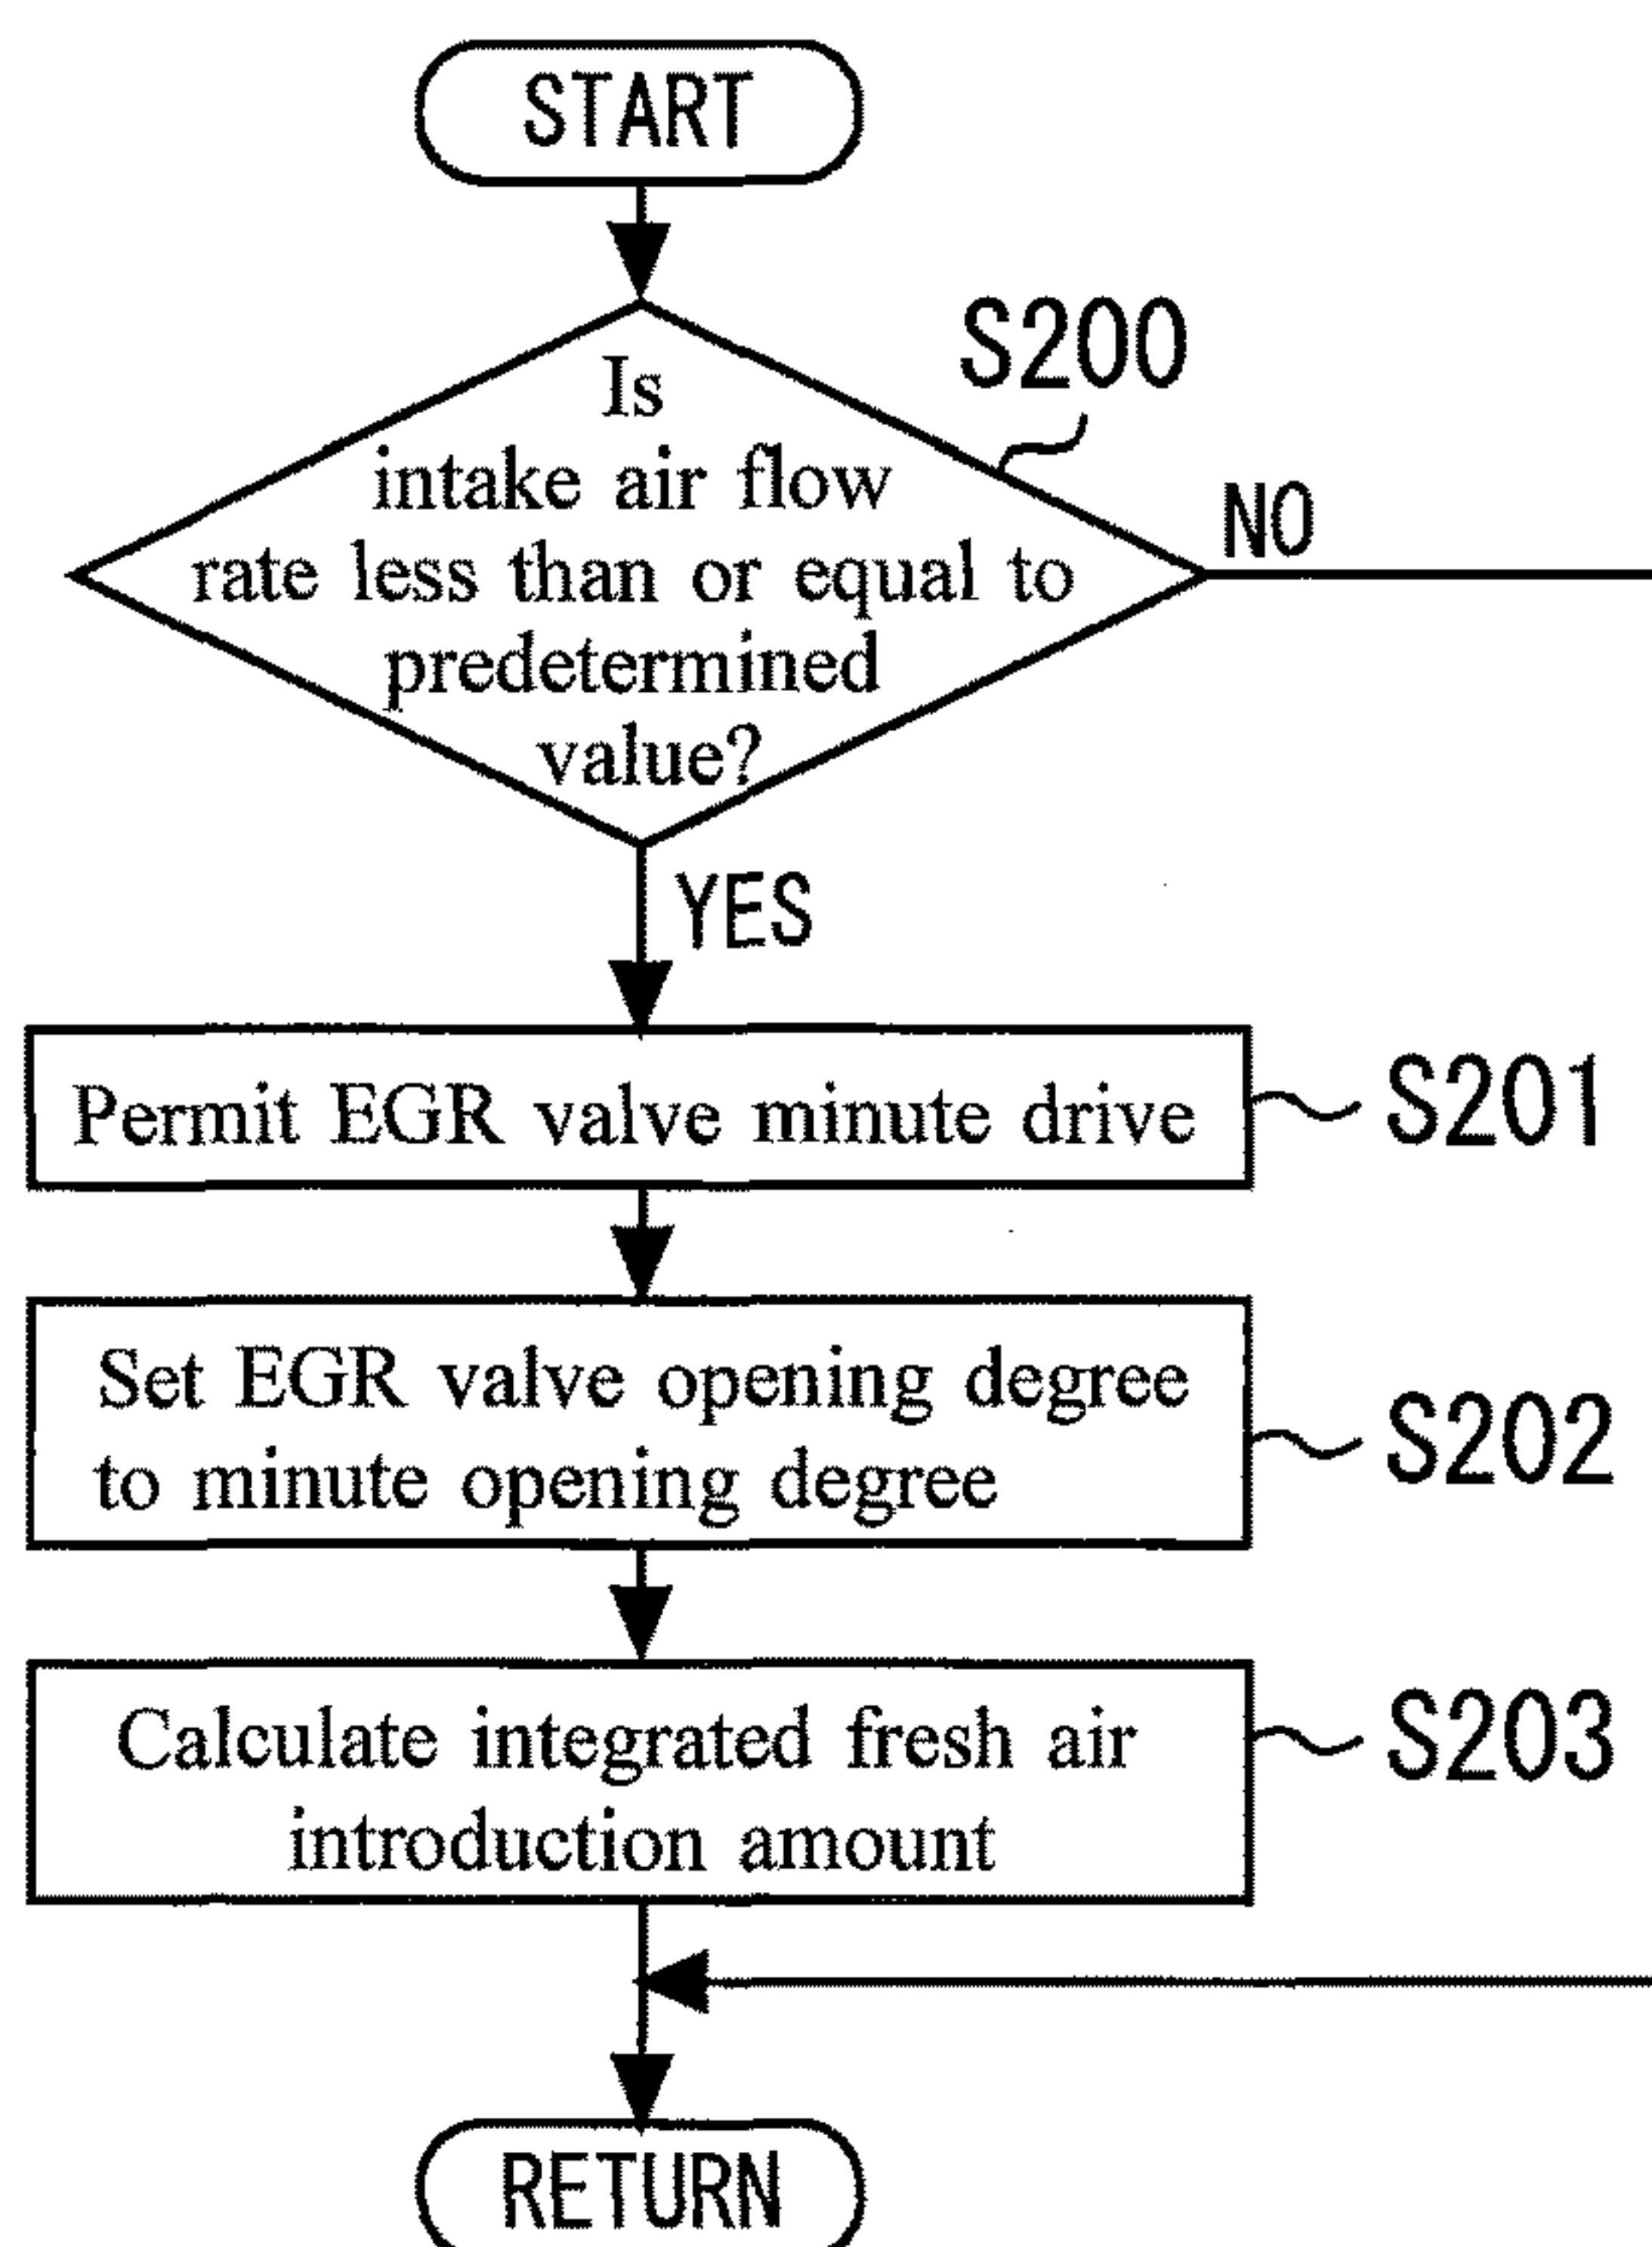 START
Is
intake air flow
rate less than or equal to
predetermined
value?
S200
NO
YES
Permit EGR valve minute drive
S201
Set EGR valve opening degree
to minute opening degree
S202
Calculate integrated fresh air
introduction amount
S203
RETURN